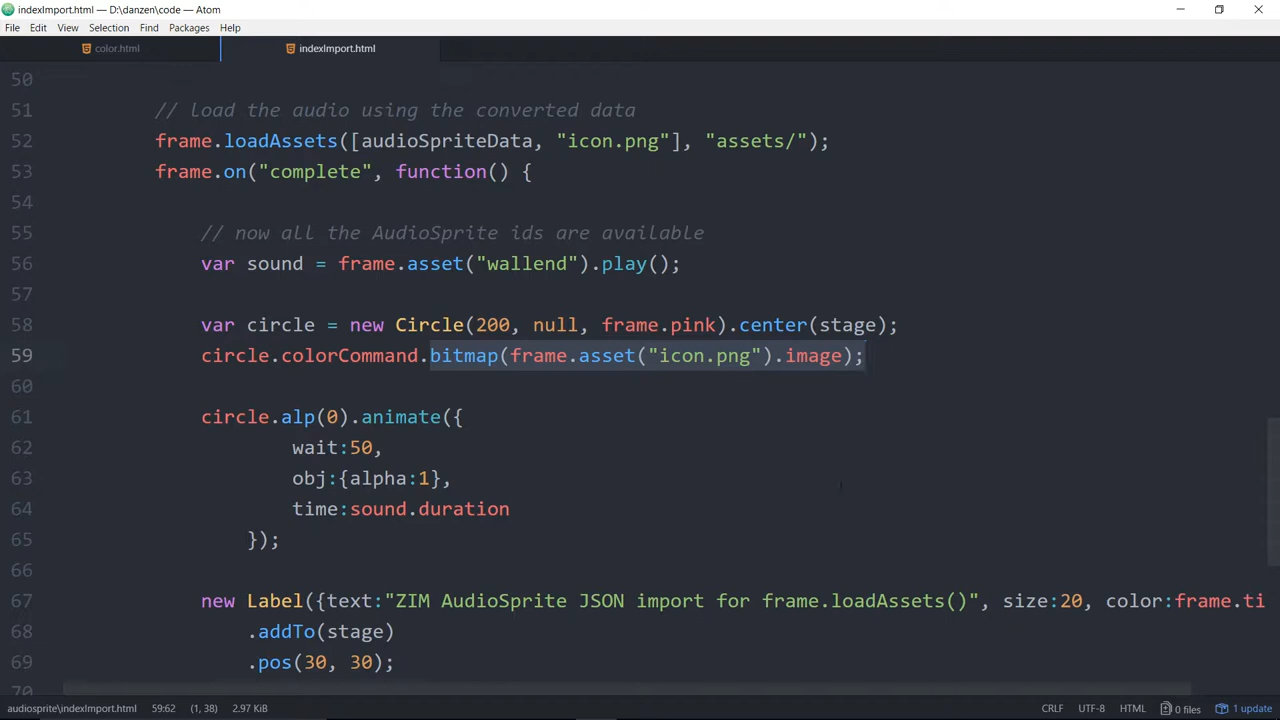 indexImport.html — D:\danzen\code — Atom
File Edit View Selection Find Packages Help
color.html indexImport.html
50
51 // load the audio using the converted data
52 frame.loadAssets([audioSpriteData, "icon.png"], "assets/");
53 frame.on("complete", function() {
54
55 // now all the AudioSprite ids are available
56 var sound = frame.asset("wallend").play();
57
58 var circle = new Circle(200, null, frame.pink).center(stage);
59 circle.colorCommand.bitmap(frame.asset("icon.png").image);
60
61 circle.alp(0).animate({
62 wait:50,
63 obj:{alpha:1},
64 time:sound.duration
65 });
66
67 new Label({text:"ZIM AudioSprite JSON import for frame.loadAssets()", size:20, color:frame.ti
68 .addTo(stage)
69 .pos(30, 30);
70
audiosprite\indexImport.html 59:62 (1, 38) 2.97 KiB CRLF UTF-8 HTML 0 files 1 update